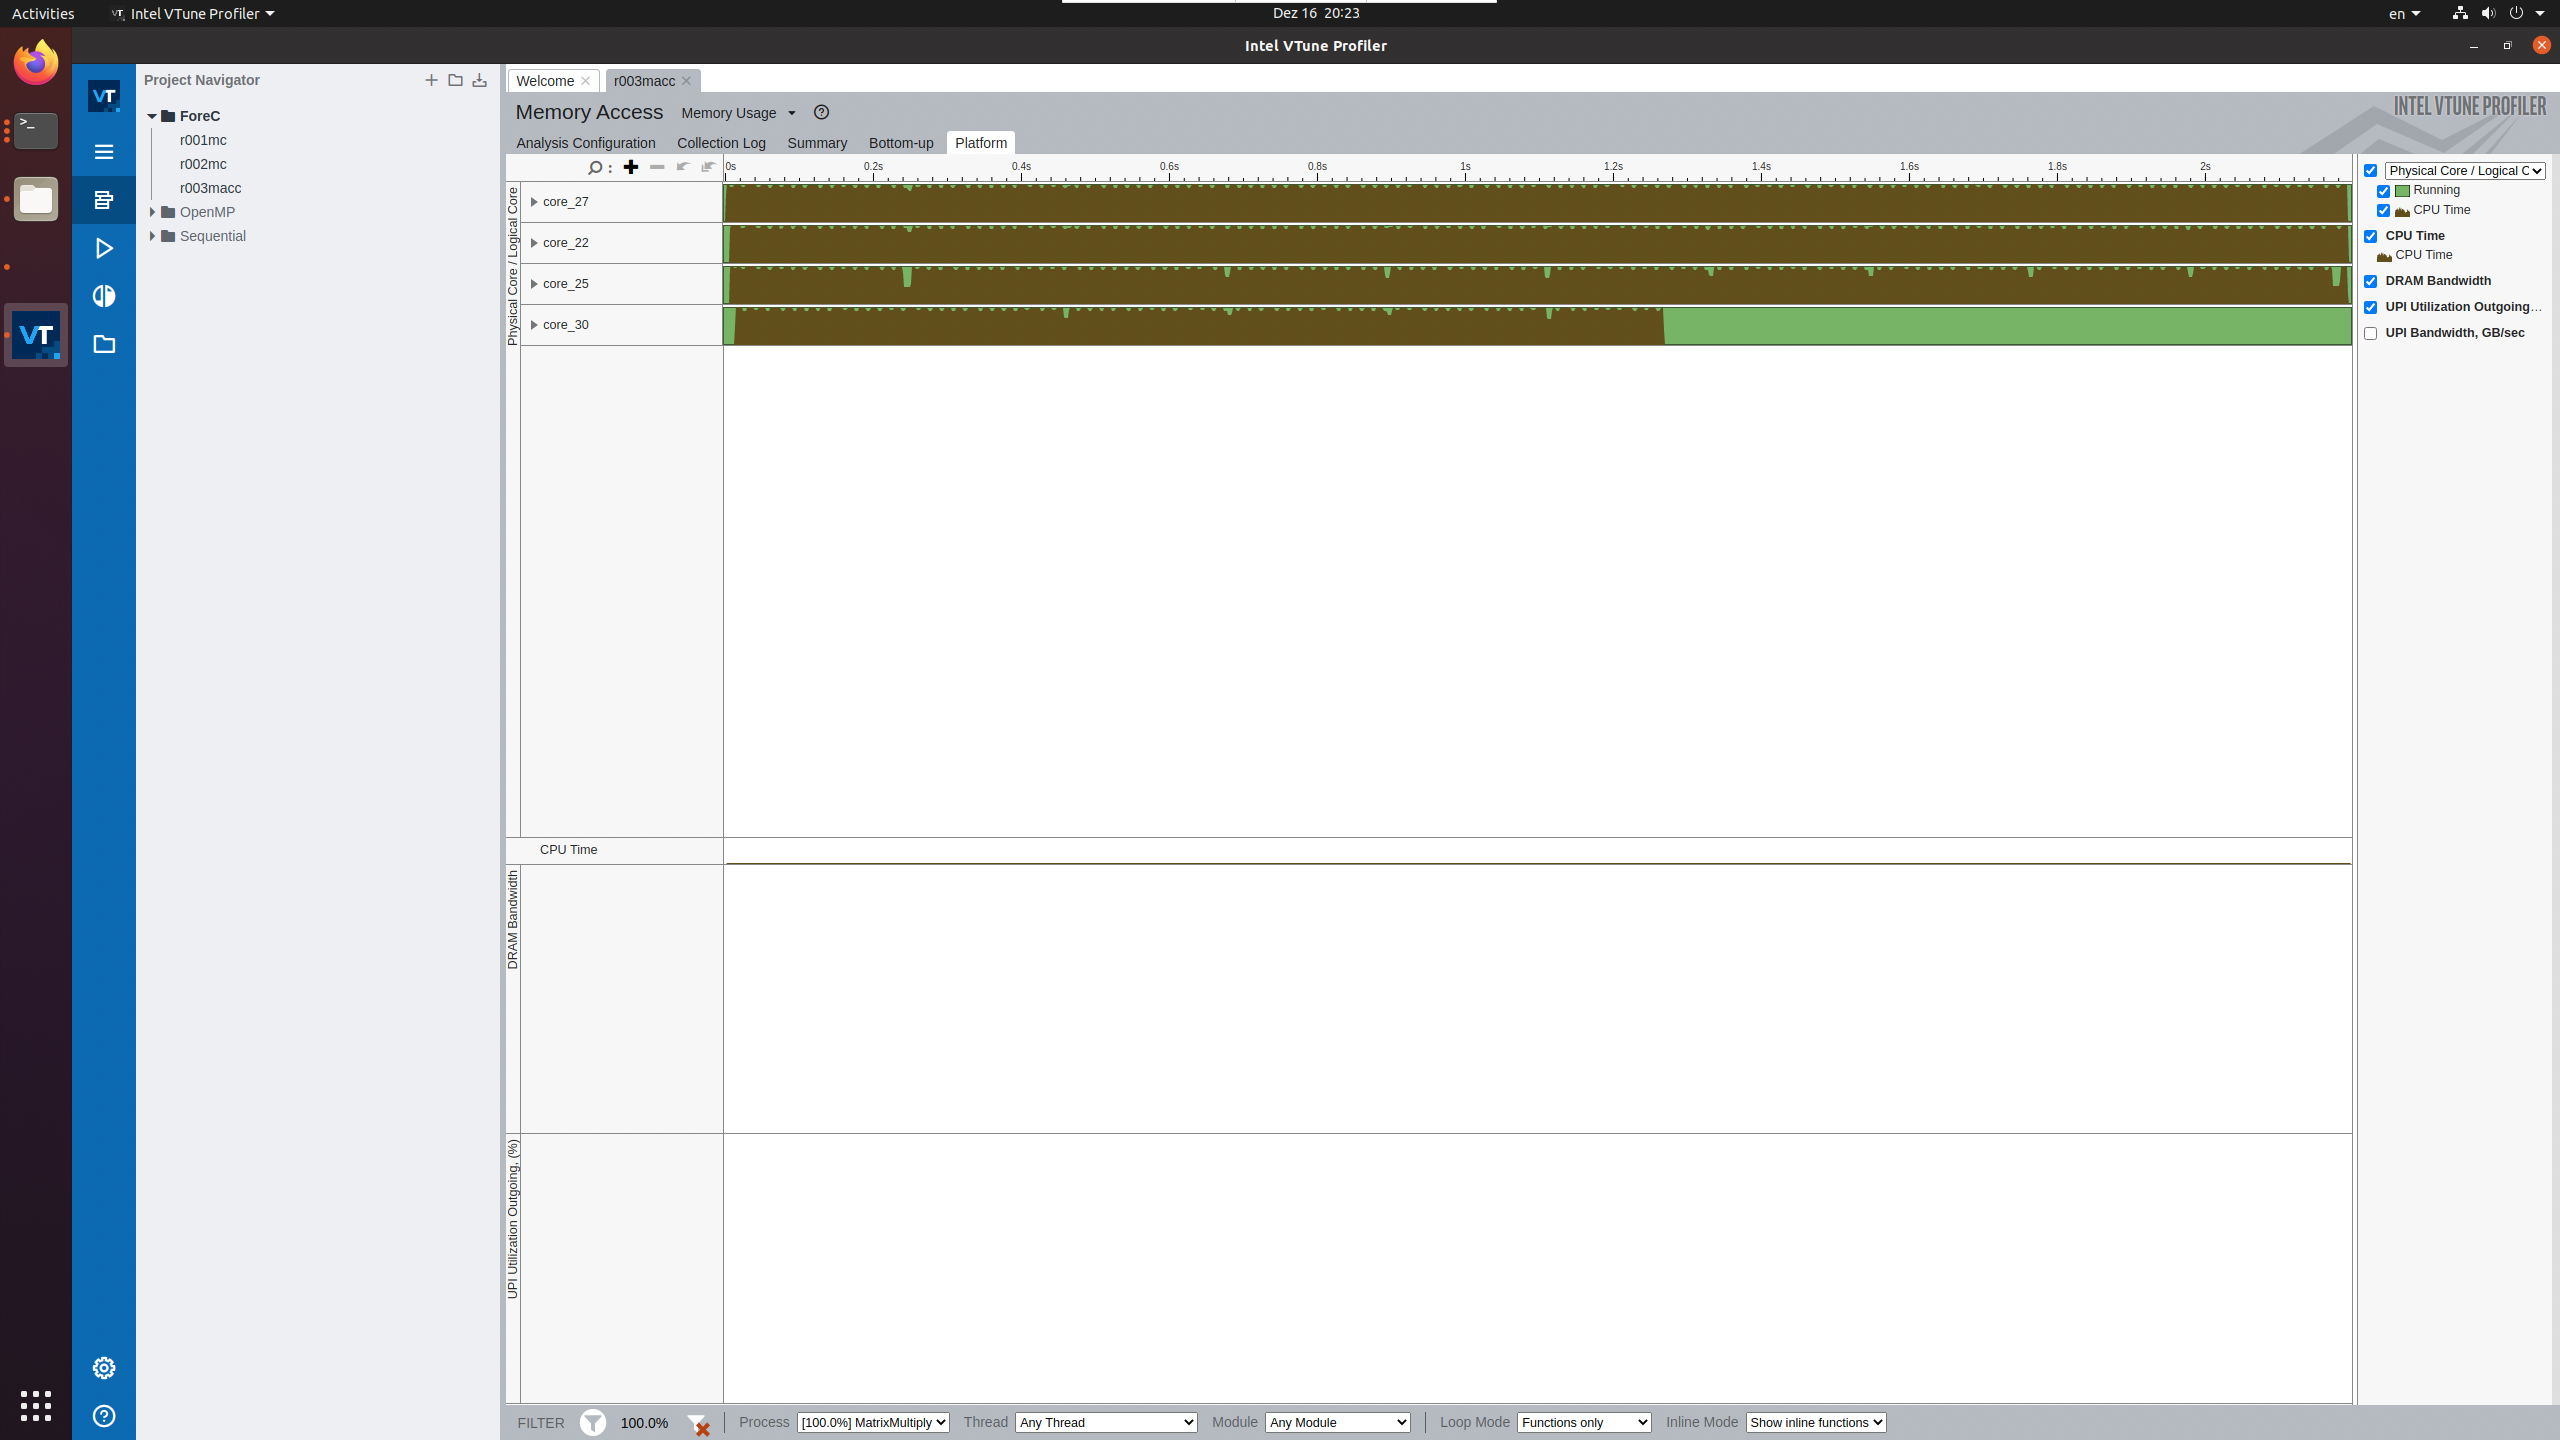 Activities
VT Intel VTune Profiler
Dez 16 20:23
en
Intel VTune Profiler
VT
VT
Project Navigator
ForeC
r001mc
r002mc
r003macc
OpenMP
Sequential
Welcome
r003macc
Memory Access Memory Usage
INTEL VTUNE PROFILER
Analysis Configuration Collection Log Summary Bottom-up Platform
0s 0.2s 0.4s 0.6s 0.8s 1s 1.2s 1.4s 1.6s 1.8s 2s
Physical Core / Logical Core
core_27
core_22
core_25
core_30
CPU Time
DRAM Bandwidth
UPI Utilization Outgoing, (%)
Physical Core / Logical C
Running
CPU Time
CPU Time
CPU Time
DRAM Bandwidth
UPI Utilization Outgoing…
UPI Bandwidth, GB/sec
FILTER 100.0% Process [100.0%] MatrixMultiply Thread Any Thread Module Any Module Loop Mode Functions only Inline Mode Show inline functions